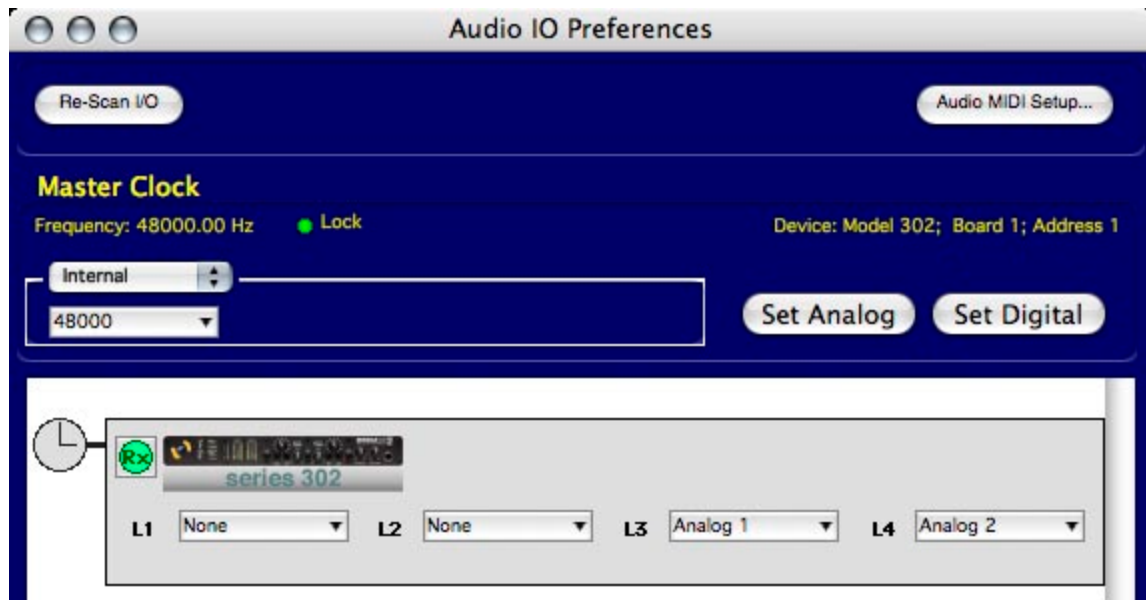 Audio IO Preferences
Re-Scan I/O
Audio MIDI Setup...
Master Clock
Frequency: 48000.00 Hz
Lock
Device: Model 302; Board 1; Address 1
Internal
48000
Set Analog
Set Digital
Rx
series 302
L1
None
L2
None
L3
Analog 1
L4
Analog 2